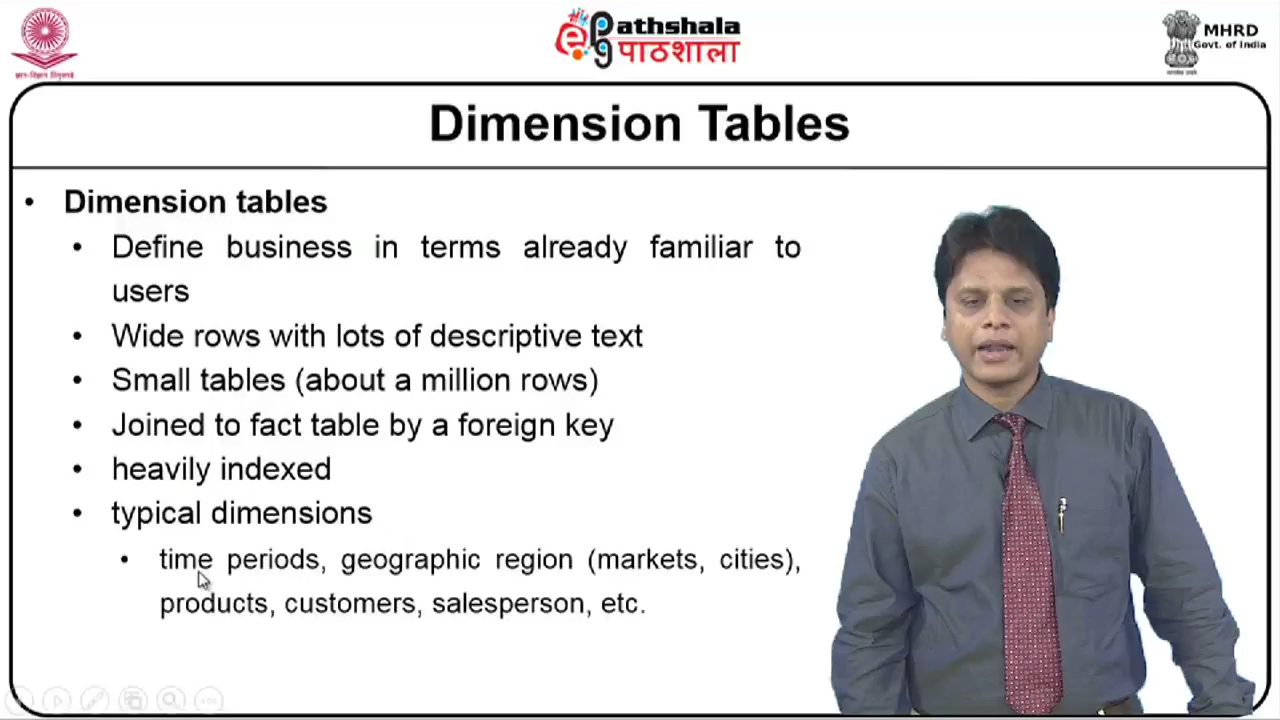 ज्ञान-विज्ञान विमुक्तये
ePathshala
पाठशाला
MHRD
Govt. of India
Dimension Tables
• Dimension tables
• Define business in terms already familiar to
users
• Wide rows with lots of descriptive text
• Small tables (about a million rows)
• Joined to fact table by a foreign key
• heavily indexed
• typical dimensions
• time periods, geographic region (markets, cities),
products, customers, salesperson, etc.